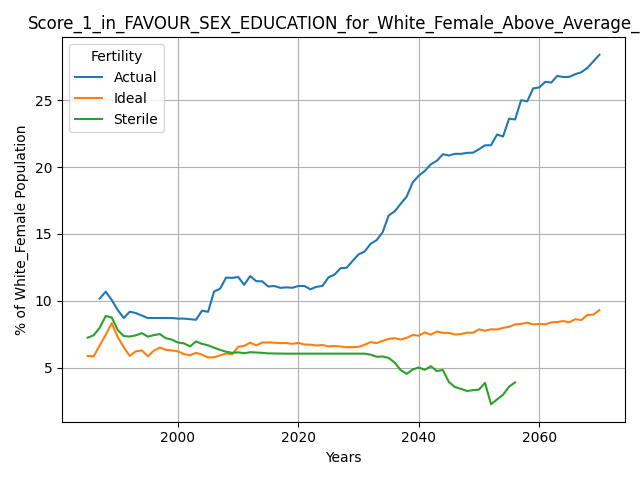 Score_1_in_FAVOUR_SEX_EDUCATION_for_White_Female_Above_Average_
Fertility
Actual
Ideal
Sterile
% of White_Female Population
25
20
15
10
5
2000 2020 2040 2060
Years